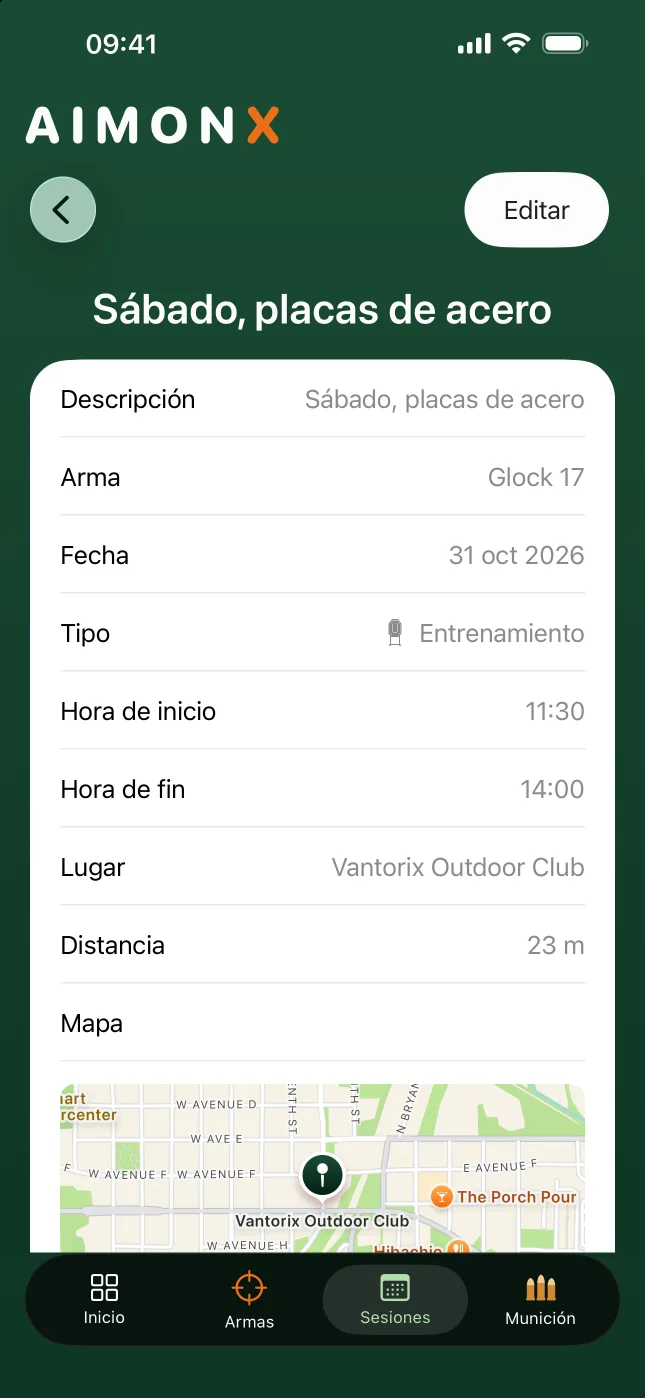 09:41
AIMONX
Editar
Sábado, placas de acero
Descripción Sábado, placas de acero
Arma Glock 17
Fecha 31 oct 2026
Tipo Entrenamiento
Hora de inicio 11:30
Hora de fin 14:00
Lugar Vantorix Outdoor Club
Distancia 23 m
Mapa
W AVENUE D
W AVE E
W AVENUE F W AVENUE F
E AVENUE F
The Porch Pour
Vantorix Outdoor Club
W AVENUE H
Hibachio
Inicio
Armas
Sesiones
Munición